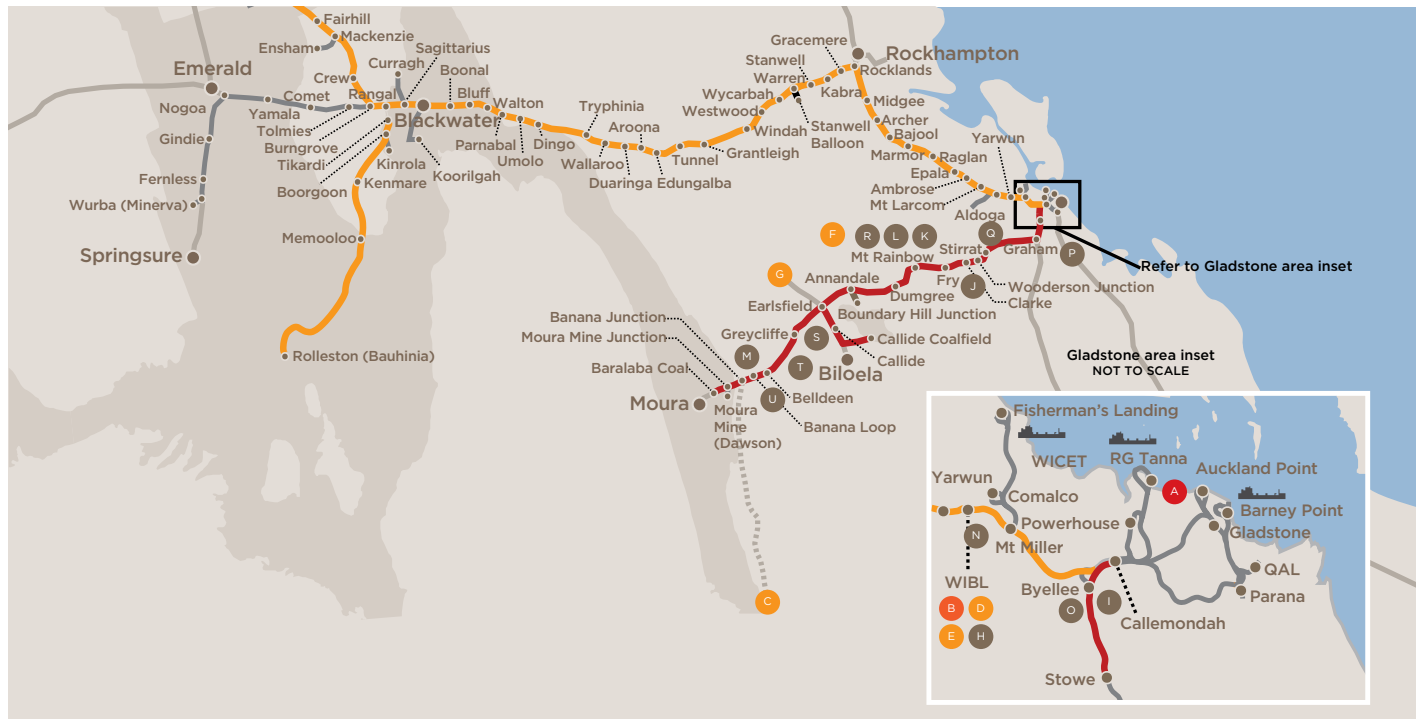 Fairhill
Mackenzie
Ensham
Sagittarius
Curragh
Emerald
Crew
Boonal
Comet
Rangal
Bluff
Nogoa
Yamala
Walton
Tolmies
Blackwater
Gindie
Burngrove
Parnabal
Dingo
Tikardi
Kinrola
Umolo
Fernless
Boorgoon
Kenmare
Koorilgah
Wurba (Minerva)
Springsure
Memooloo
Rolleston (Bauhinia)
Gracemere
Rockhampton
Stanwell
Rocklands
Warren
Wycarbah
Kabra
Westwood
Midgee
Tryphinia
Archer
Stanwell
Balloon
Aroona
Windah
Bajool
Yarwun
Wallaroo
Tunnel
Grantleigh
Marmor
Raglan
Duaringa
Edungalba
Epala
Ambrose
Mt Larcom
Aldoga
F
R
L
K
Q
Mt Rainbow
Stirrat
Graham
P
Refer to Gladstone area inset
G
Annandale
Fry
J
Wooderson Junction
Dumgree
Clarke
Earlsfield
Boundary Hill Junction
Banana Junction
Greycliffe
S
Callide Coalfield
Moura Mine Junction
M
Callide
Baralaba Coal
T
Biloela
Moura
U
Belldeen
Moura
Mine
(Dawson)
Banana Loop
C
Gladstone area inset
NOT TO SCALE
Fisherman's Landing
WICET
RG Tanna
Auckland Point
Yarwun
A
Comalco
Barney Point
Powerhouse
Gladstone
N
Mt Miller
QAL
WIBL
Byellee
Parana
B
D
O
I
Callemondah
E
H
Stowe